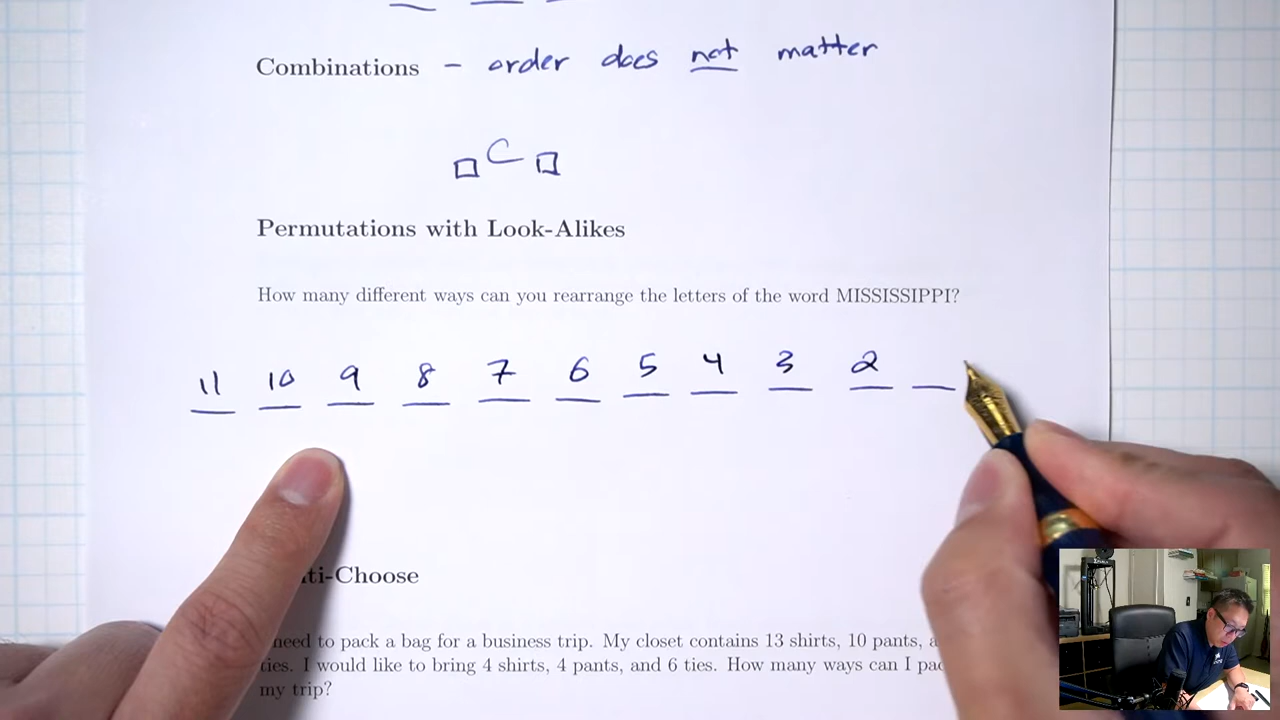 Combinations - order does not matter
C
Permutations with Look-Alikes
How many different ways can you rearrange the letters of the word MISSISSIPPI?
11 10 9 8 7 6 5 4 3 2
ti-Choose
need to pack a bag for a business trip. My closet contains 13 shirts, 10 pants,
ties. I would like to bring 4 shirts, 4 pants, and 6 ties. How many ways can I
my trip?